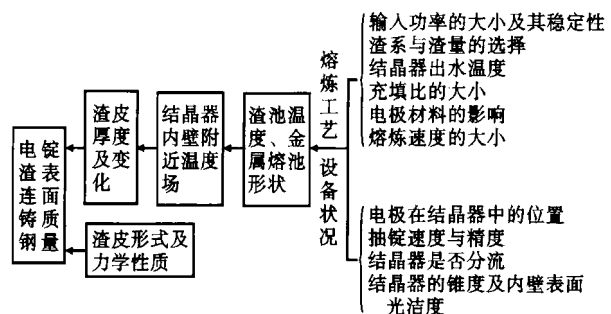 电渣连铸钢
锭表面质量
渣皮
厚度
及变
化
渣皮形式及
力学性质
结晶器
内壁附
近温度
场
渣池温
度、金
属熔池
形状
熔炼工艺
设备状况
输入功率的大小及其稳定性
渣系与渣量的选择
结晶器出水温度
充填比的大小
电极材料的影响
熔炼速度的大小
电极在结晶器中的位置
抽锭速度与精度
结晶器是否分流
结晶器的锥度及内壁表面
光洁度